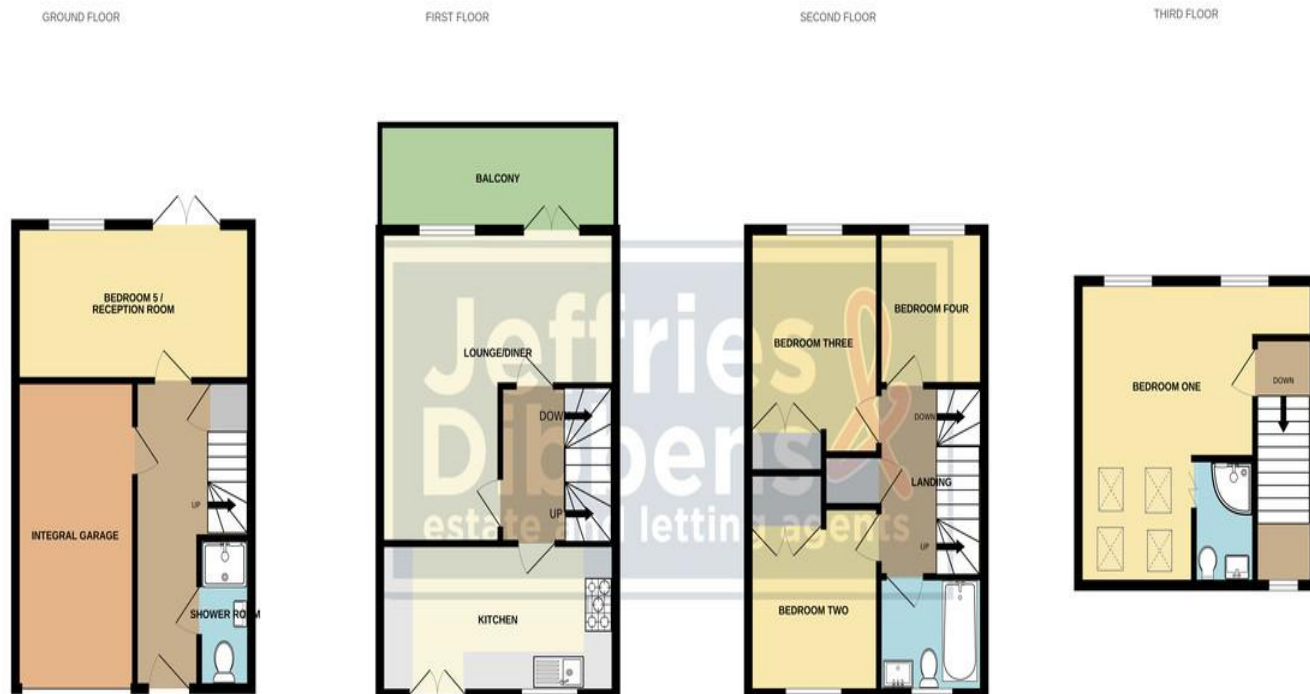 GROUND FLOOR
FIRST FLOOR
SECOND FLOOR
THIRD FLOOR
BALCONY
BEDROOM 5 /
RECEPTION ROOM
INTEGRAL GARAGE
UP
SHOWER ROOM
LOUNGE/DINER
DOW
UP
KITCHEN
BEDROOM THREE
BEDROOM FOUR
DOWN
LANDING
UP
BEDROOM TWO
BEDROOM ONE
DOWN
Jeffries
Dibbens
estate and letting agents